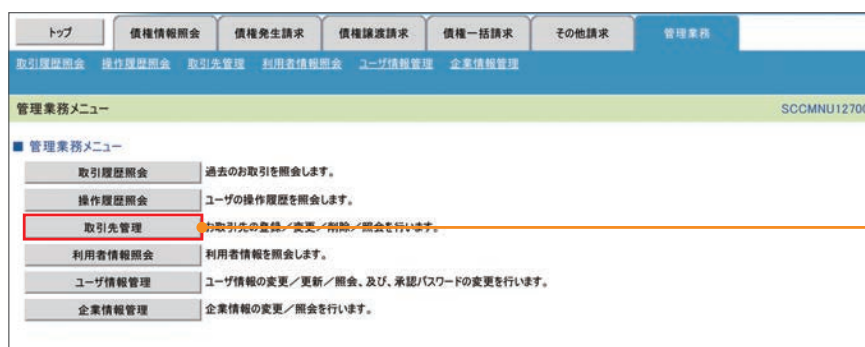 トップ 債権情報照会 債権発生請求 債権譲渡請求 債権一括請求 その他請求 管理業務
取引履歴照会 操作履歴照会 取引先管理 利用者情報照会 ユーザ情報管理 企業情報管理
管理業務メニュー SCCMNU12700
■ 管理業務メニュー
取引履歴照会 過去のお取引を照会します。
操作履歴照会 ユーザの操作履歴を照会します。
取引先管理 お取引先の登録／変更／削除／照会を行います。
利用者情報照会 利用者情報を照会します。
ユーザ情報管理 ユーザ情報の変更／更新／照会、及び、承認パスワードの変更を行います。
企業情報管理 企業情報の変更／照会を行います。